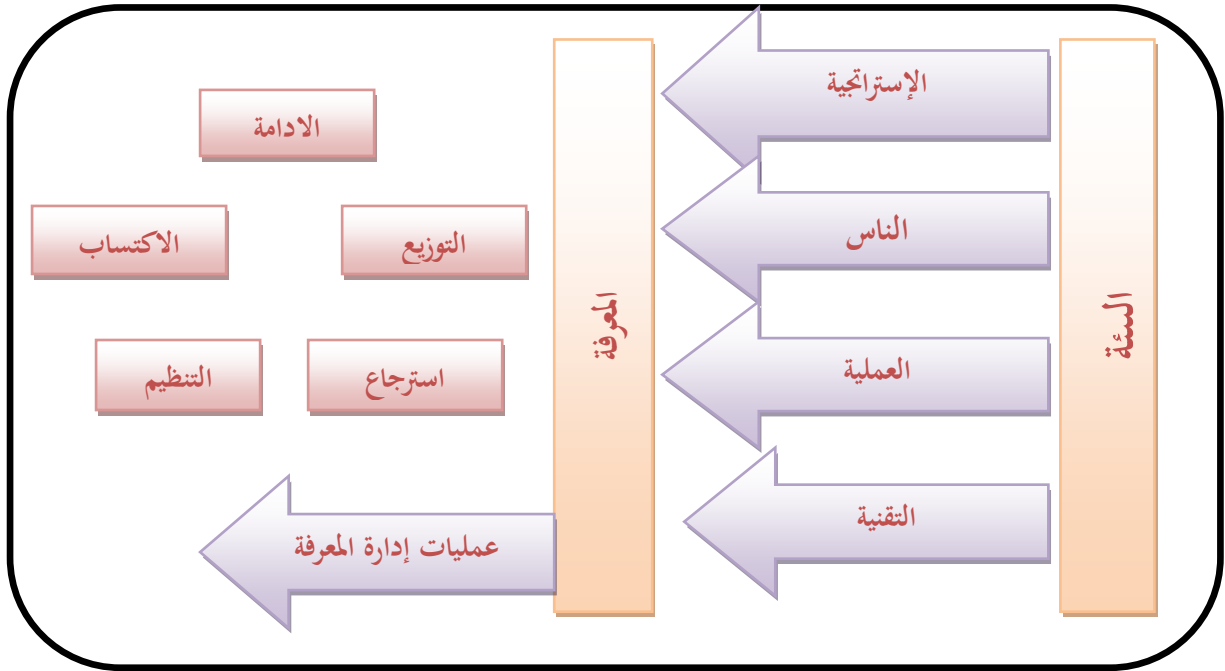 البيئة
الإستراتجية
الناس
العملية
التقنية
المعرفة
الادامة
التوزيع
الاكتساب
استرجاع
التنظيم
عمليات إدارة المعرفة